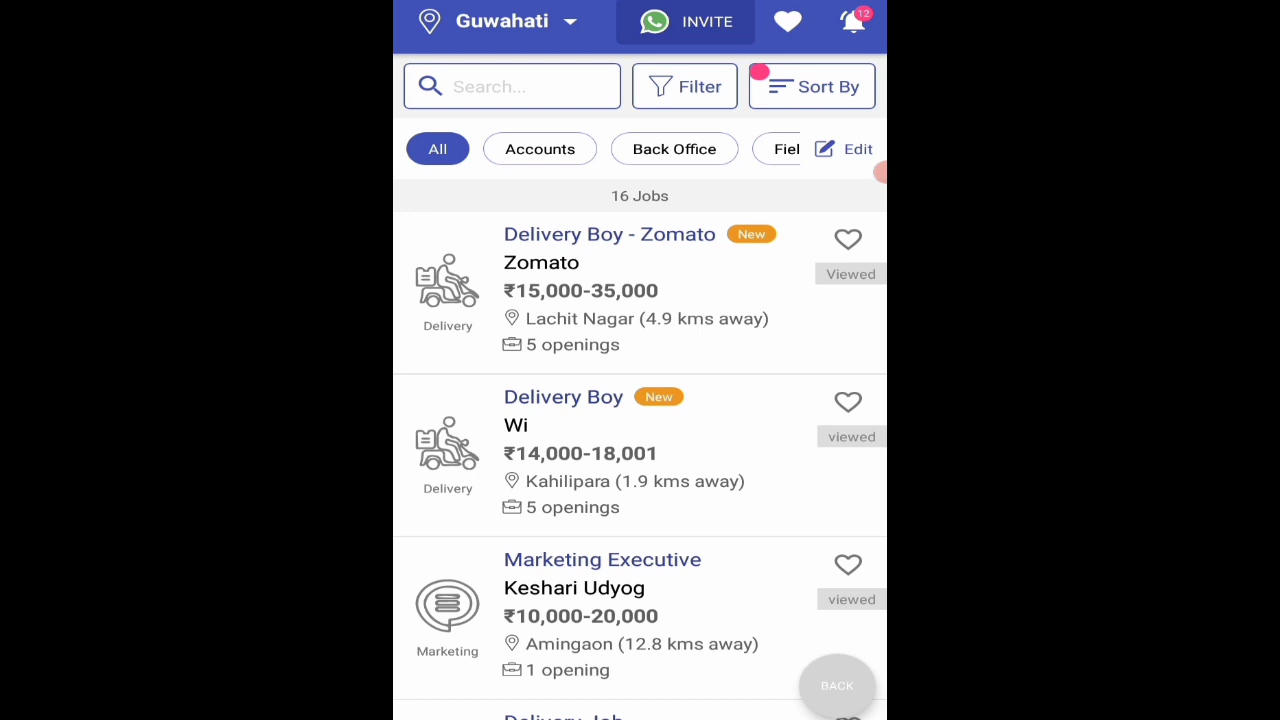 Guwahati
INVITE
12
Search...
Filter
Sort By
All
Accounts
Back Office
Fiel
Edit
16 Jobs
Delivery Boy - Zomato New
Zomato
Viewed
₹15,000-35,000
Lachit Nagar (4.9 kms away)
Delivery
5 openings
Delivery Boy New
Wi
viewed
₹14,000-18,001
Kahilipara (1.9 kms away)
Delivery
5 openings
Marketing Executive
Keshari Udyog
viewed
₹10,000-20,000
Amingaon (12.8 kms away)
Marketing
1 opening
BACK
Delivery Job